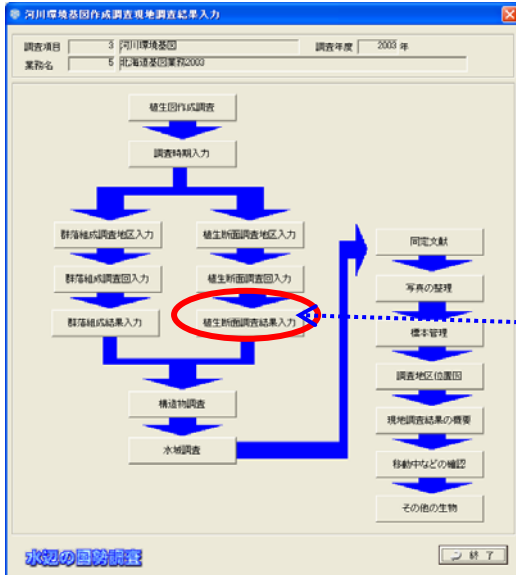 河川環境基図作成調査現地調査結果入力
調査項目 3 河川環境基図 調査年度 2003 年
業務名 5 北海道基図業務2003
植生図作成調査
調査時期入力
群落組成調査地区入力
群落組成調査回入力
群落組成結果入力
植生断面調査地区入力
植生断面調査回入力
植生断面調査結果入力
構造物調査
水域調査
同定文献
写真の整理
標本管理
調査地区位置図
現地調査結果の概要
移動中などの確認
その他の生物
水辺の国勢調査
終了